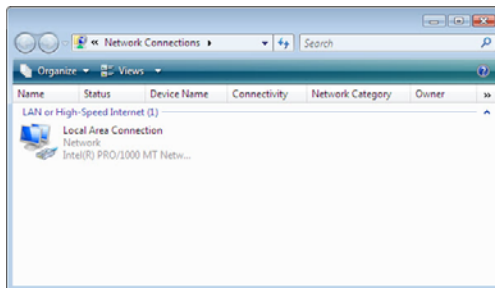 « Network Connections
Search
Organize Views
Name Status Device Name Connectivity Network Category Owner »
LAN or High-Speed Internet (1)
Local Area Connection
Network
Intel(R) PRO/1000 MT Netw...